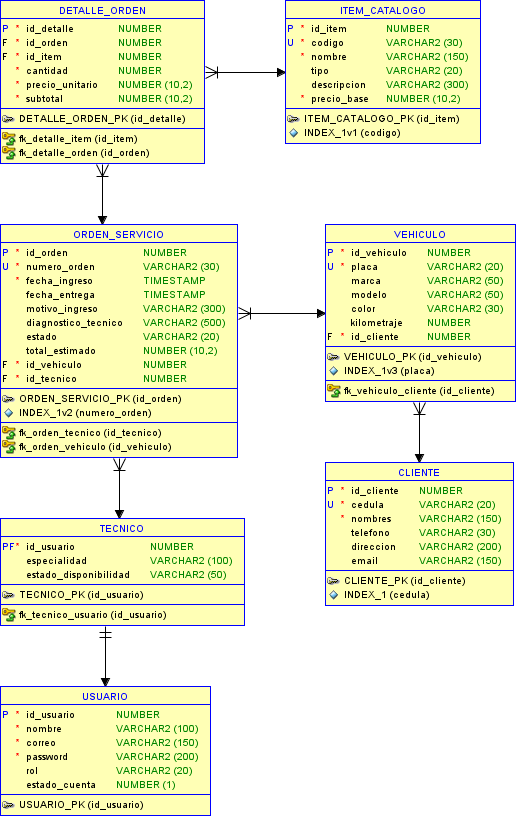 DETALLE_ORDEN
P * id_detalle NUMBER
F * id_orden NUMBER
F * id_item NUMBER
* cantidad NUMBER
* precio_unitario NUMBER (10,2)
* subtotal NUMBER (10,2)
DETALLE_ORDEN_PK (id_detalle)
fk_detalle_item (id_item)
fk_detalle_orden (id_orden)
ITEM_CATALOGO
P * id_item NUMBER
U * codigo VARCHAR2 (30)
* nombre VARCHAR2 (150)
tipo VARCHAR2 (20)
descripcion VARCHAR2 (300)
* precio_base NUMBER (10,2)
ITEM_CATALOGO_PK (id_item)
INDEX_1v1 (codigo)
ORDEN_SERVICIO
P * id_orden NUMBER
U * numero_orden VARCHAR2 (30)
* fecha_ingreso TIMESTAMP
fecha_entrega TIMESTAMP
motivo_ingreso VARCHAR2 (300)
diagnostico_tecnico VARCHAR2 (500)
estado VARCHAR2 (20)
total_estimado NUMBER (10,2)
F * id_vehiculo NUMBER
F * id_tecnico NUMBER
ORDEN_SERVICIO_PK (id_orden)
INDEX_1v2 (numero_orden)
fk_orden_tecnico (id_tecnico)
fk_orden_vehiculo (id_vehiculo)
VEHICULO
P * id_vehiculo NUMBER
U * placa VARCHAR2 (20)
marca VARCHAR2 (50)
modelo VARCHAR2 (50)
color VARCHAR2 (30)
kilometraje NUMBER
F * id_cliente NUMBER
VEHICULO_PK (id_vehiculo)
INDEX_1v3 (placa)
fk_vehiculo_cliente (id_cliente)
CLIENTE
P * id_cliente NUMBER
U * cedula VARCHAR2 (20)
* nombres VARCHAR2 (150)
telefono VARCHAR2 (30)
direccion VARCHAR2 (200)
email VARCHAR2 (150)
CLIENTE_PK (id_cliente)
INDEX_1 (cedula)
TECNICO
PF * id_usuario NUMBER
especialidad VARCHAR2 (100)
estado_disponibilidad VARCHAR2 (50)
TECNICO_PK (id_usuario)
fk_tecnico_usuario (id_usuario)
USUARIO
P * id_usuario NUMBER
* nombre VARCHAR2 (100)
* correo VARCHAR2 (150)
* password VARCHAR2 (200)
rol VARCHAR2 (20)
estado_cuenta NUMBER (1)
USUARIO_PK (id_usuario)